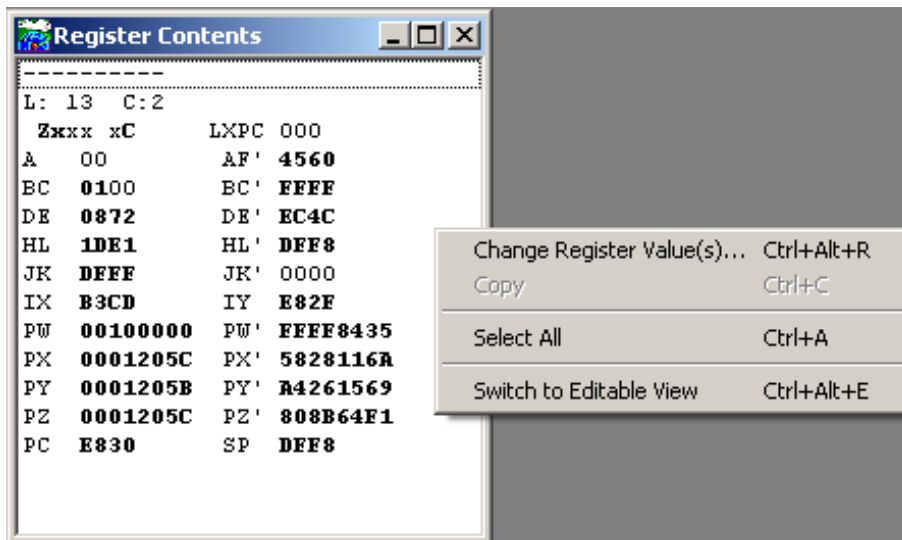 Register Contents
----------
L: 13 C:2
Zxxx xC LXPC 000
A 00 AF' 4560
BC 0100 BC' FFFF
DE 0872 DE' EC4C
HL 1DE1 HL' DFF8
JK DFFF JK' 0000
IX B3CD IY E82F
PW 00100000 PW' FFFF8435
PX 0001205C PX' 5828116A
PY 0001205B PY' A4261569
PZ 0001205C PZ' 808B64F1
PC E830 SP DFF8
Change Register Value(s)... Ctrl+Alt+R
Copy Ctrl+C
Select All Ctrl+A
Switch to Editable View Ctrl+Alt+E